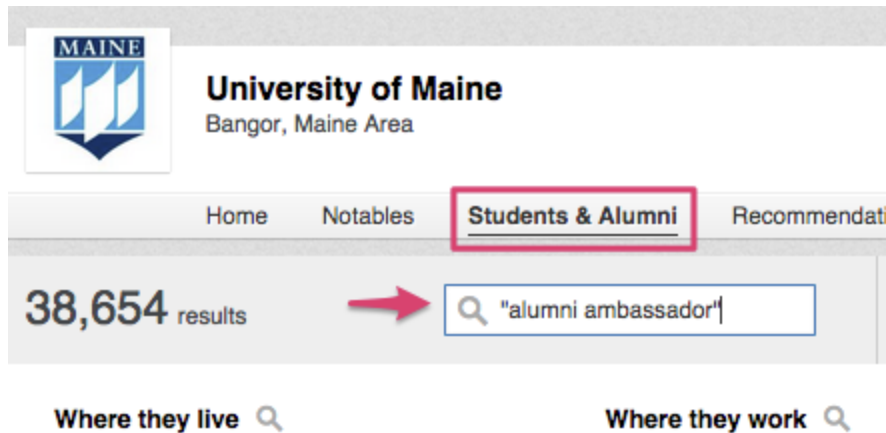 MAINE
University of Maine
Bangor, Maine Area
Home Notables Students & Alumni Recommendati
38,654 results "alumni ambassador"
Where they live Where they work